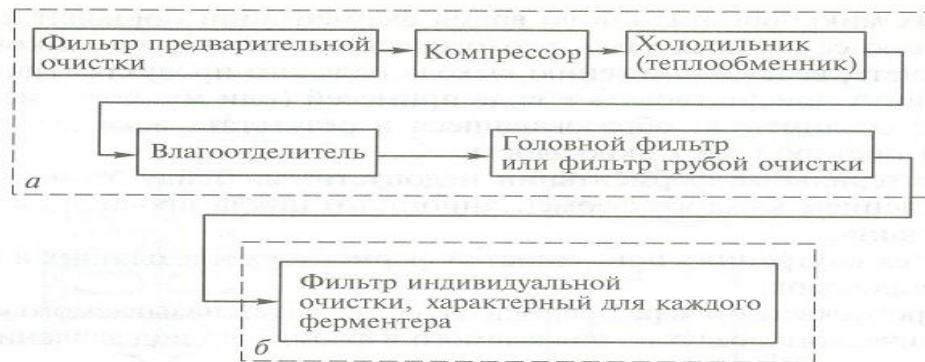 Фильтр предварительной
очистки
Компрессор
Холодильник
(теплообменник)
Влагоотделитель
Головной фильтр
или фильтр грубой очистки
а
Фильтр индивидуальной
очистки, характерный для каждого
ферментера
б